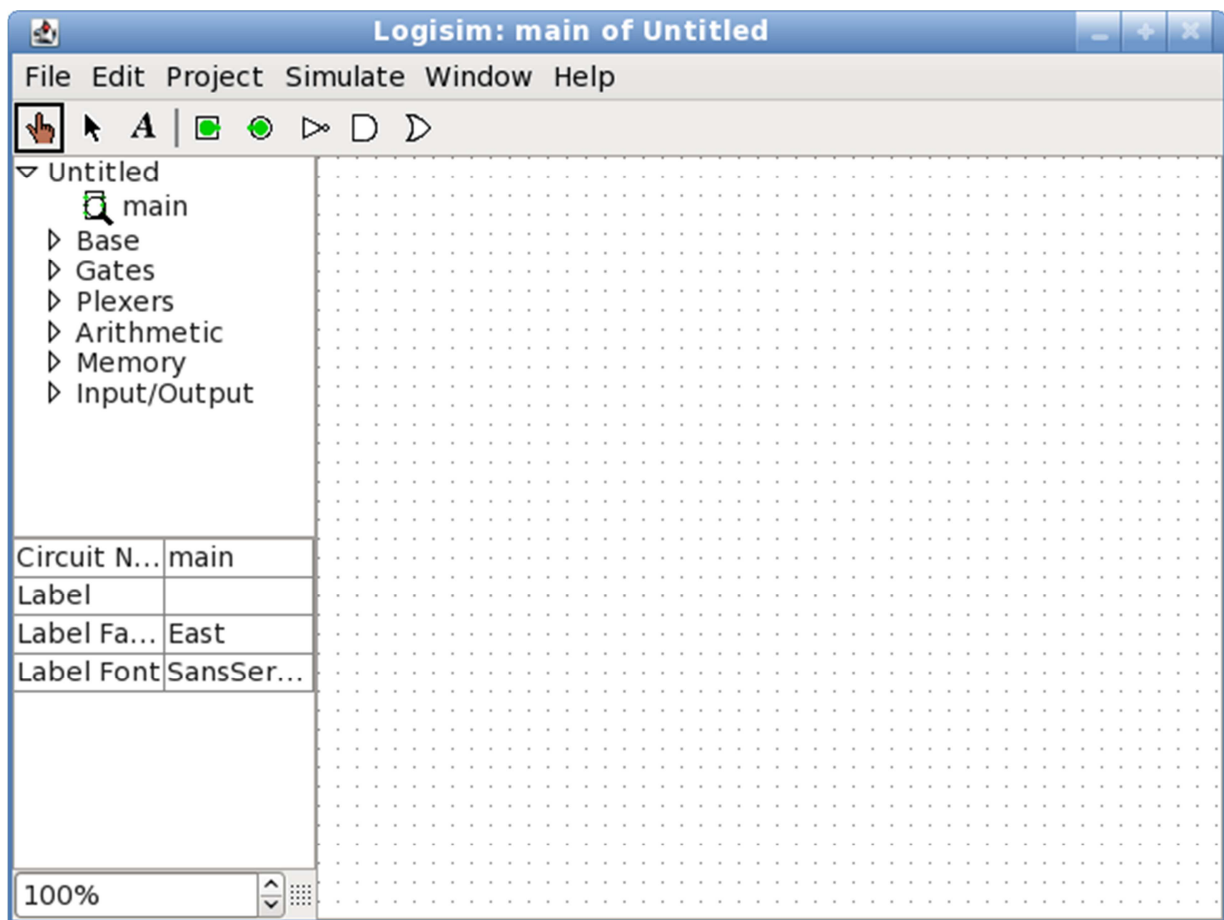 Logisim: main of Untitled
File Edit Project Simulate Window Help
A
Untitled
main
Base
Gates
Plexers
Arithmetic
Memory
Input/Output
Circuit N... main
Label
Label Fa... East
Label Font SansSer...
100%